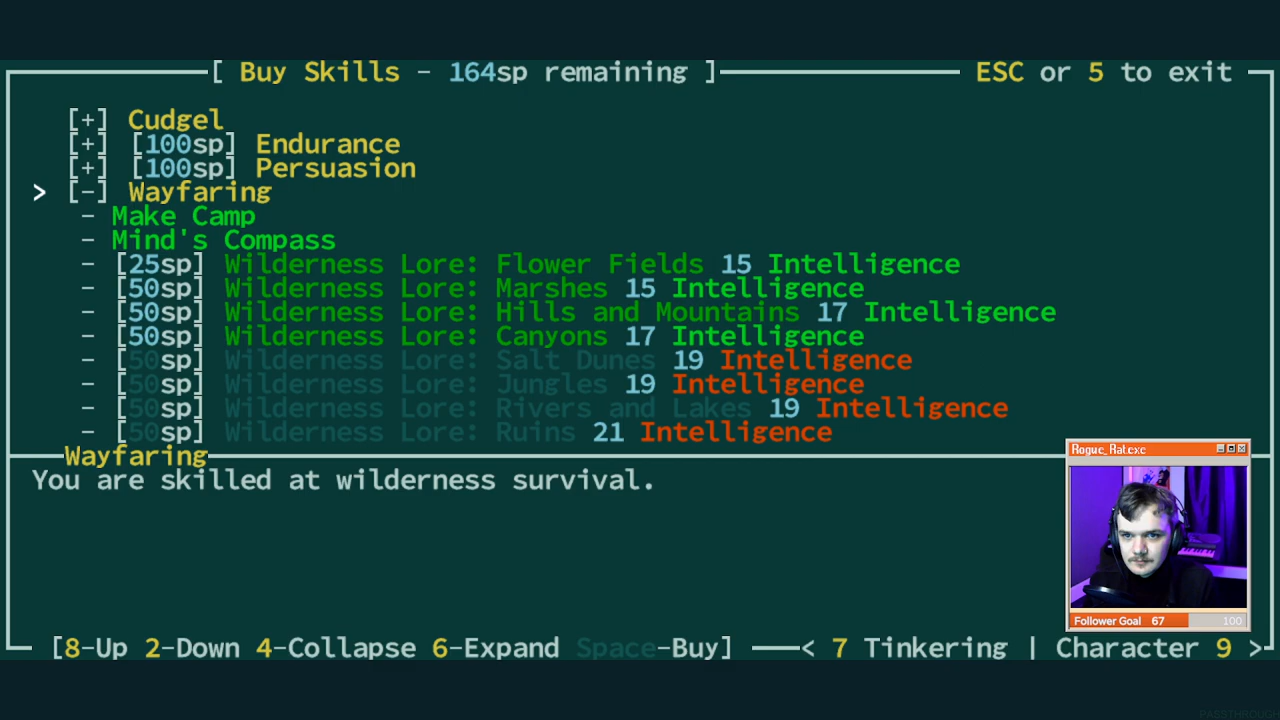 [ Buy Skills - 164sp remaining ] ESC or 5 to exit
[+] Cudgel
[+] [100sp] Endurance
[+] [100sp] Persuasion
> [-] Wayfaring
- Make Camp
- Mind's Compass
- [25sp] Wilderness Lore: Flower Fields 15 Intelligence
- [50sp] Wilderness Lore: Marshes 15 Intelligence
- [50sp] Wilderness Lore: Hills and Mountains 17 Intelligence
- [50sp] Wilderness Lore: Canyons 17 Intelligence
- [50sp] Wilderness Lore: Salt Dunes 19 Intelligence
- [50sp] Wilderness Lore: Jungles 19 Intelligence
- [50sp] Wilderness Lore: Rivers and Lakes 19 Intelligence
- [50sp] Wilderness Lore: Ruins 21 Intelligence
Wayfaring
You are skilled at wilderness survival.
Rogue_Rat.exe
Follower Goal 67 100
[8-Up 2-Down 4-Collapse 6-Expand Space-Buy] < 7 Tinkering | Character 9 >